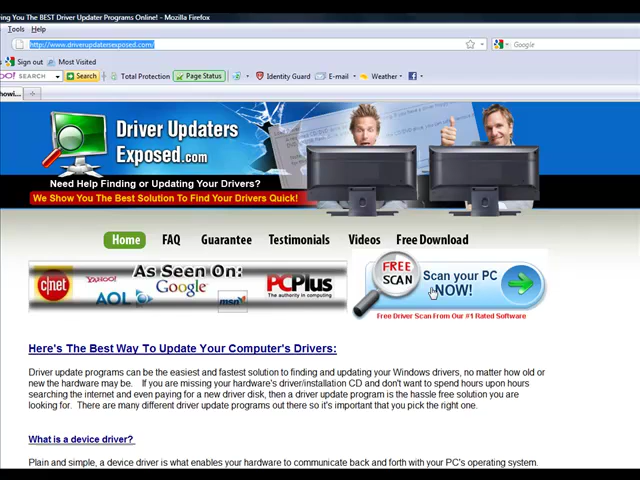 ing You The BEST Driver Updater Programs Online! - Mozilla Firefox
Tools Help
http://www.driverupdatersexposed.com/
Google
Sign out Most Visited
SEARCH Search Total Protection Page Status Identity Guard E-mail Weather
howi...
Driver Updaters
Exposed.com
Need Help Finding or Updating Your Drivers?
We Show You The Best Solution To Find Your Drivers Quick!
Home FAQ Guarantee Testimonials Videos Free Download
As Seen On:
c|net YAHOO! AOL Google msn PCPlus
The authority in computing
FREE SCAN
Scan your PC NOW!
Free Driver Scan From Our #1 Rated Software
Here's The Best Way To Update Your Computer's Drivers:
Driver update programs can be the easiest and fastest solution to finding and updating your Windows drivers, no matter how old or
new the hardware may be. If you are missing your hardware's driver/installation CD and don't want to spend hours upon hours
searching the internet and even paying for a new driver disk, then a driver update program is the hassle free solution you are
looking for. There are many different driver update programs out there so it's important that you pick the right one.
What is a device driver?
Plain and simple, a device driver is what enables your hardware to communicate back and forth with your PC's operating system.